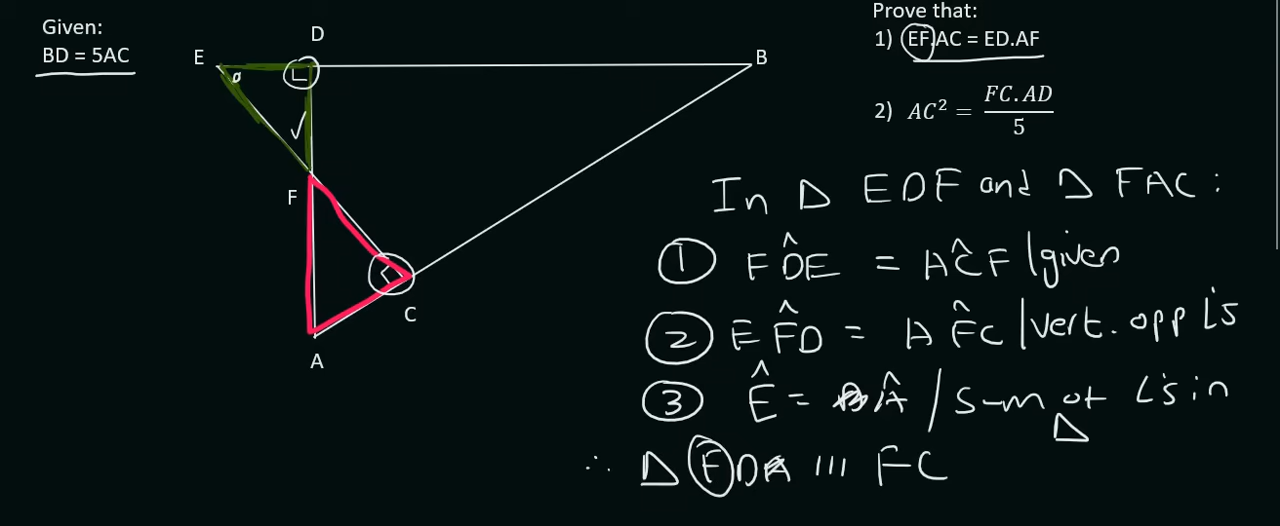 Given:
BD = 5AC
Prove that:
1) EF.AC = ED.AF
2) AC² = FC.AD / 5
E
D
B
F
C
A
In Δ EDF and Δ FAC :
① FD̂E = AĈF / given
② EF̂D = AF̂C / vert. opp ∠'s
③ Ê = Â / sum of ∠'s in Δ
∴ Δ FD ||| FC